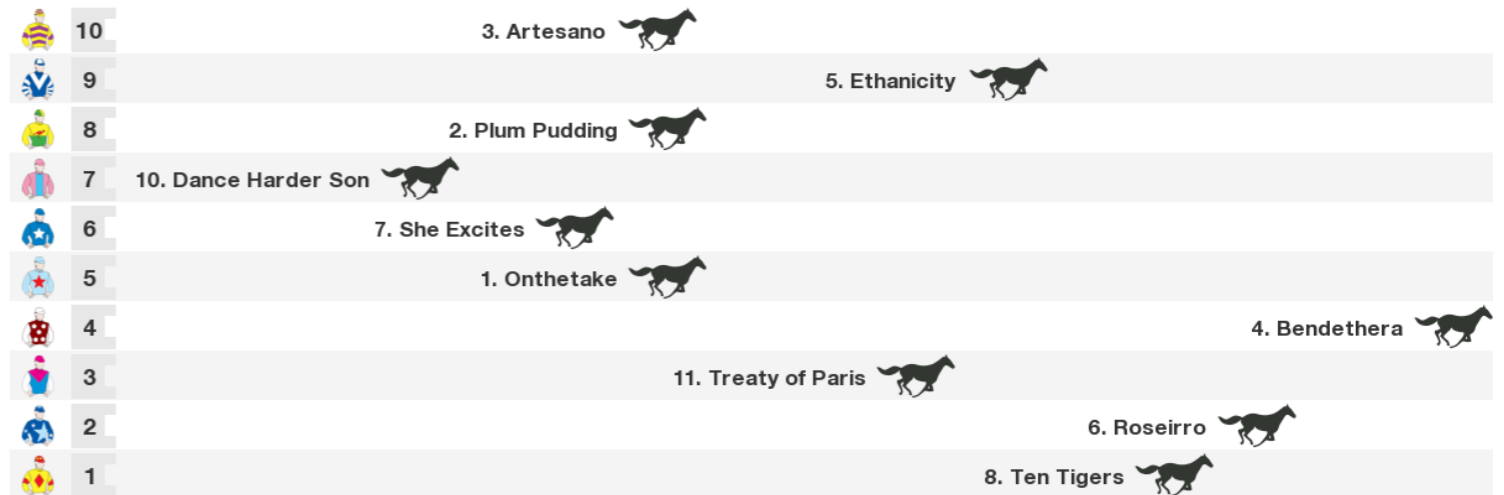 10 3. Artesano
9 5. Ethanicity
8 2. Plum Pudding
7 10. Dance Harder Son
6 7. She Excites
5 1. Onthetake
4 4. Bendethera
3 11. Treaty of Paris
2 6. Roseirro
1 8. Ten Tigers